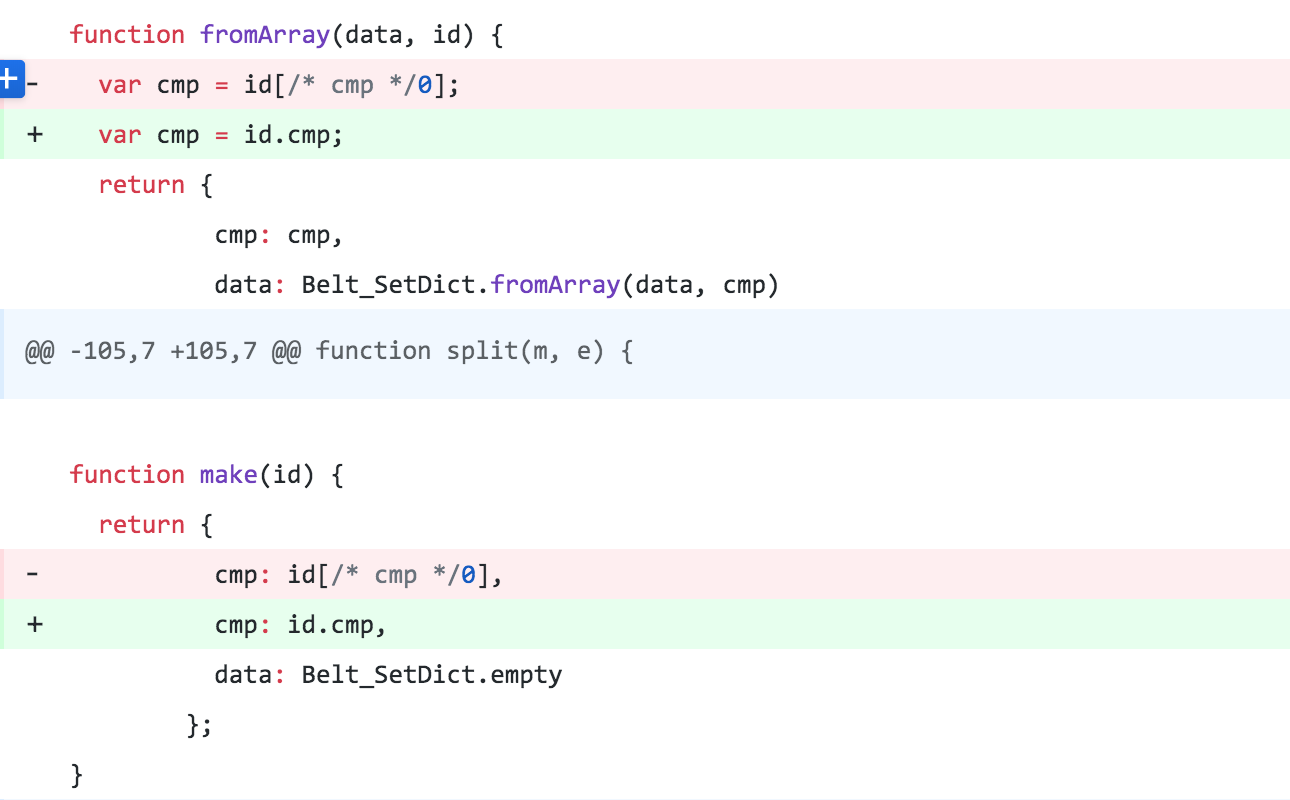 function fromArray(data, id) {
-  var cmp = id[/* cmp */0];
+  var cmp = id.cmp;
return {
cmp: cmp,
data: Belt_SetDict.fromArray(data, cmp)
@@ -105,7 +105,7 @@ function split(m, e) {
function make(id) {
return {
-  cmp: id[/* cmp */0],
+  cmp: id.cmp,
data: Belt_SetDict.empty
};
}